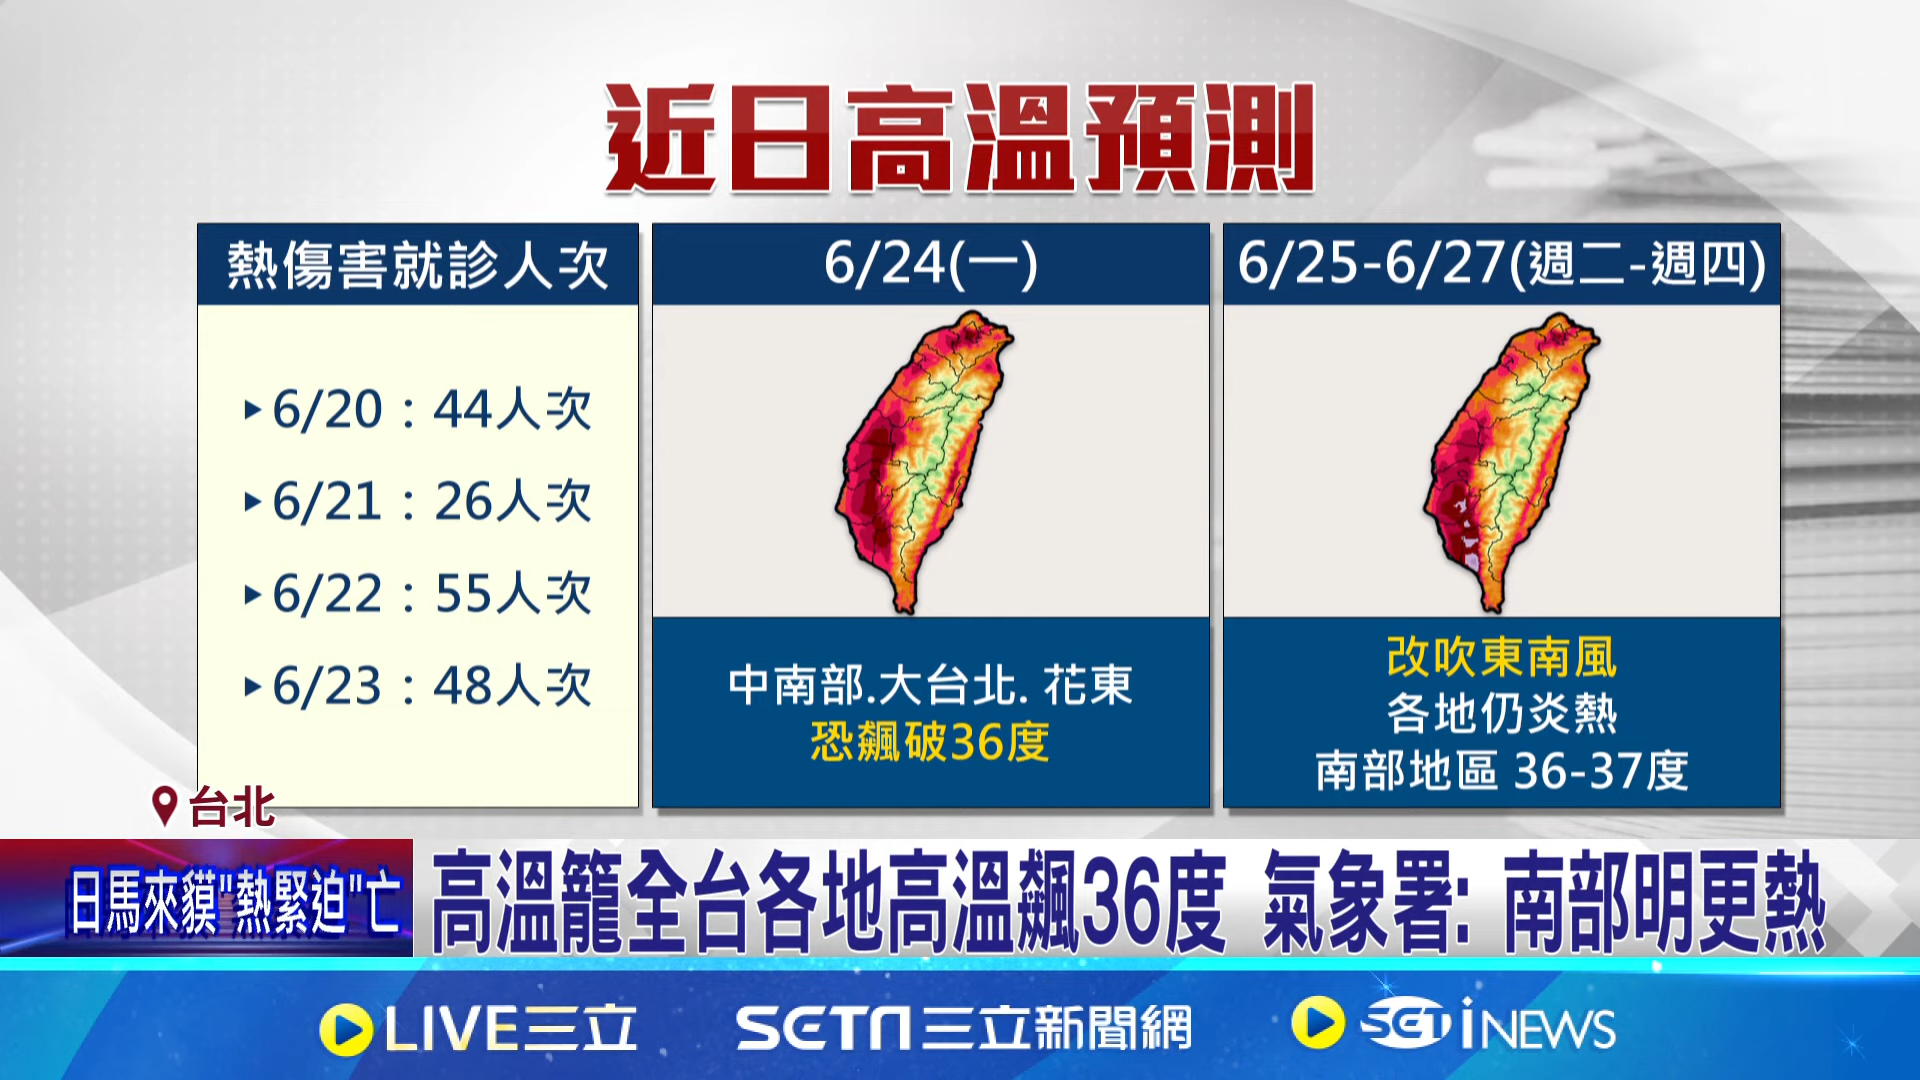 近日高溫預測
熱傷害就診人次
▸6/20：44人次
▸6/21：26人次
▸6/22：55人次
▸6/23：48人次
6/24(一)
中南部.大台北. 花東
恐飆破36度
6/25-6/27(週二-週四)
改吹東南風
各地仍炎熱
南部地區 36-37度
台北
日馬來貘"熱緊迫"亡
高溫籠全台各地高溫飆36度 氣象署: 南部明更熱
LIVE三立
SETN三立新聞網
SET iNEWS